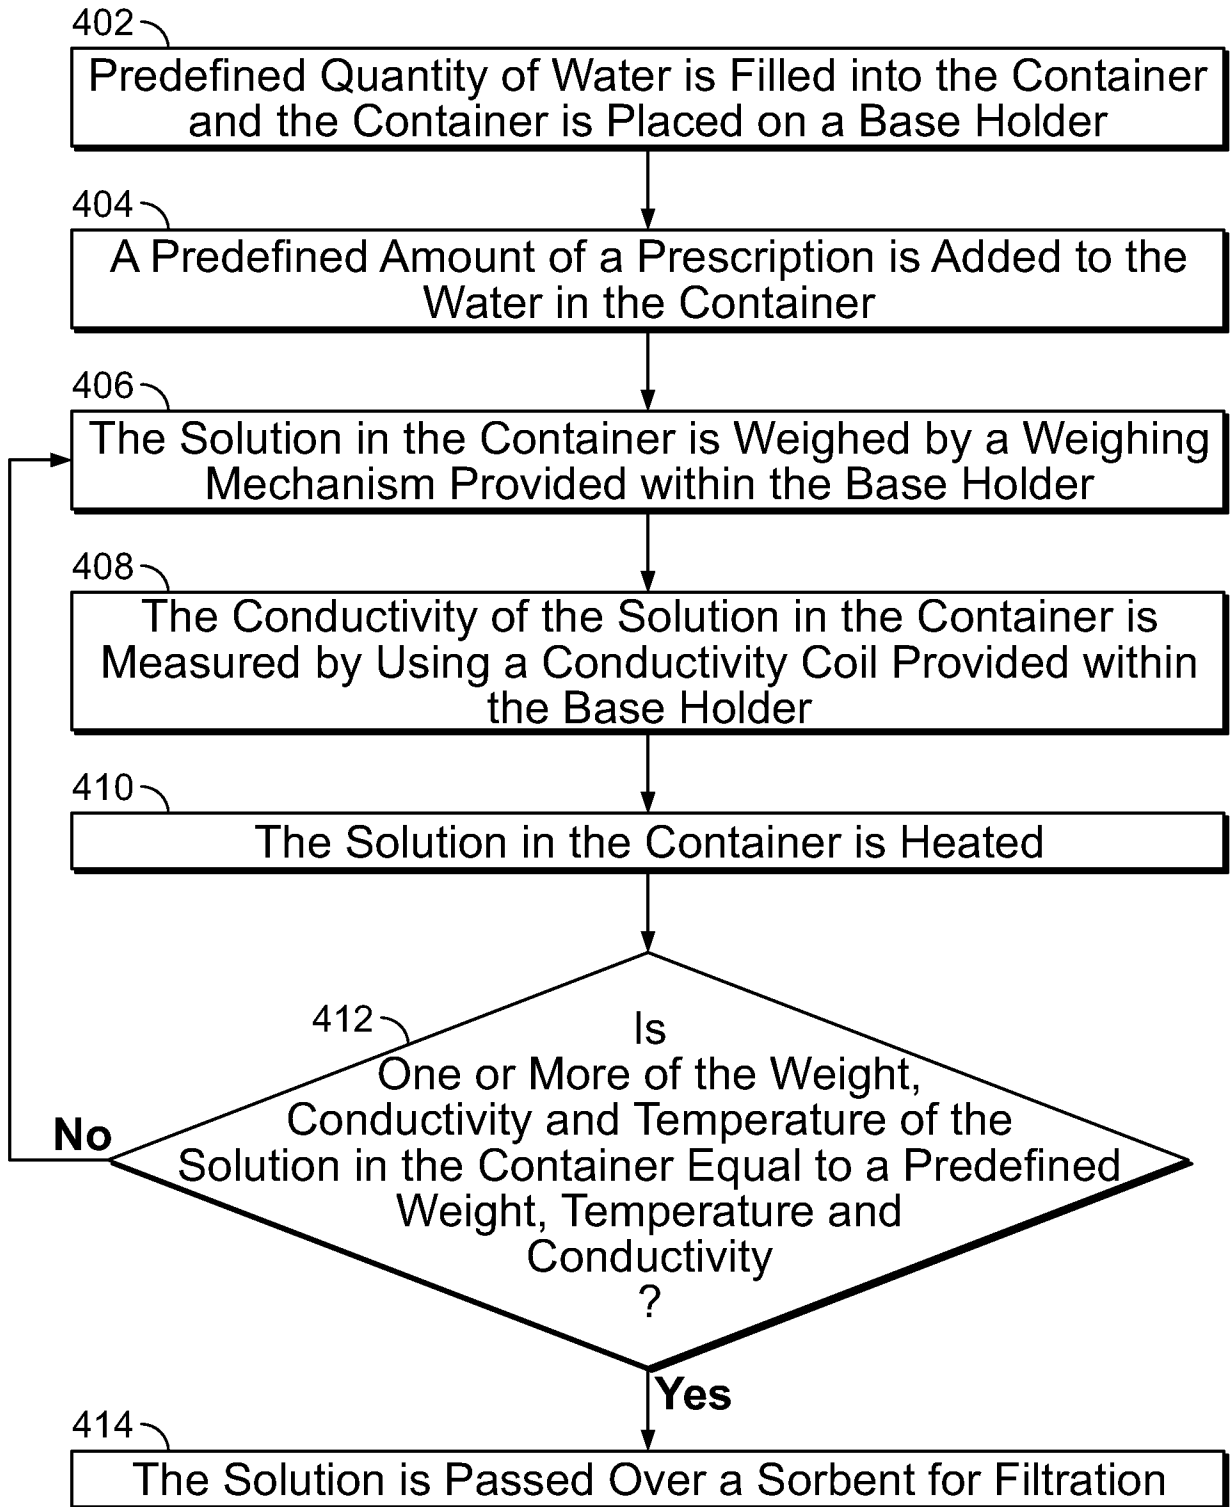 402
Predefined Quantity of Water is Filled into the Container
and the Container is Placed on a Base Holder
404
A Predefined Amount of a Prescription is Added to the
Water in the Container
406
The Solution in the Container is Weighed by a Weighing
Mechanism Provided within the Base Holder
408
The Conductivity of the Solution in the Container is
Measured by Using a Conductivity Coil Provided within
the Base Holder
410
The Solution in the Container is Heated
412
Is
One or More of the Weight,
Conductivity and Temperature of the
Solution in the Container Equal to a Predefined
Weight, Temperature and
Conductivity
?
No
Yes
414
The Solution is Passed Over a Sorbent for Filtration